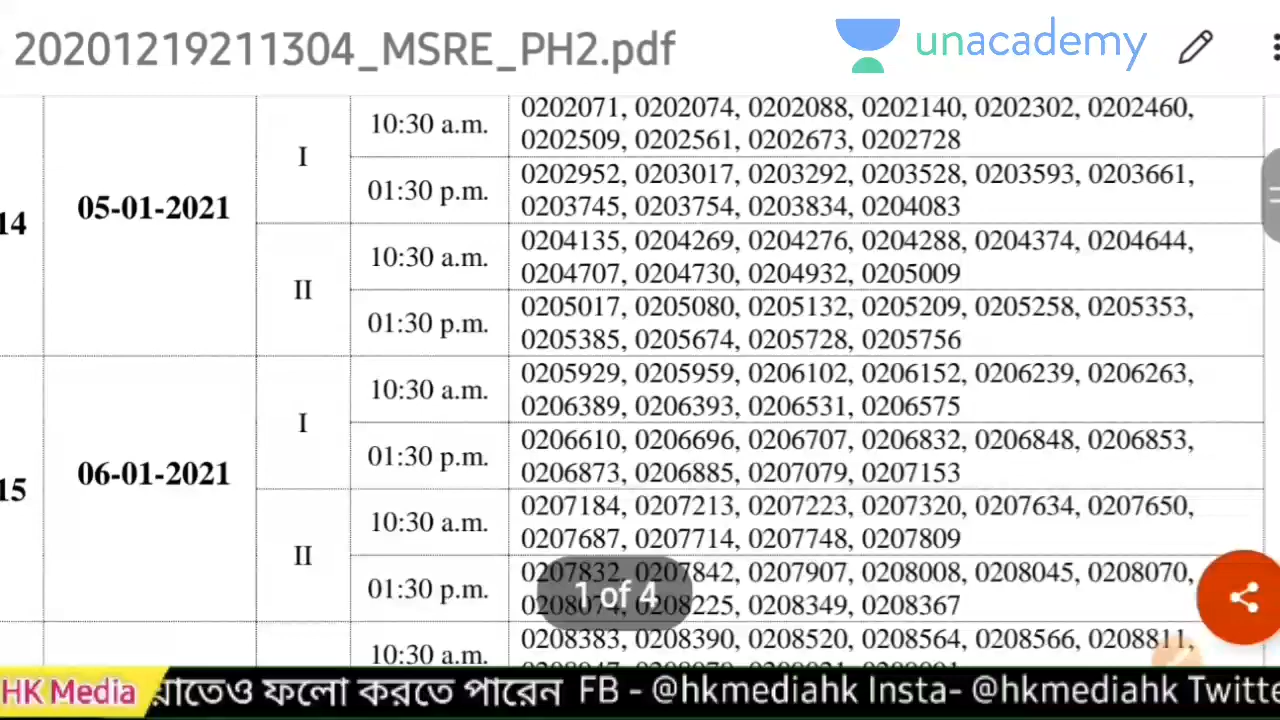 20201219211304_MSRE_PH2.pdf
unacademy
14
05-01-2021
I
10:30 a.m.
0202071, 0202074, 0202088, 0202140, 0202302, 0202460,
0202509, 0202561, 0202673, 0202728
01:30 p.m.
0202952, 0203017, 0203292, 0203528, 0203593, 0203661,
0203745, 0203754, 0203834, 0204083
II
10:30 a.m.
0204135, 0204269, 0204276, 0204288, 0204374, 0204644,
0204707, 0204730, 0204932, 0205009
01:30 p.m.
0205017, 0205080, 0205132, 0205209, 0205258, 0205353,
0205385, 0205674, 0205728, 0205756
15
06-01-2021
I
10:30 a.m.
0205929, 0205959, 0206102, 0206152, 0206239, 0206263,
0206389, 0206393, 0206531, 0206575
01:30 p.m.
0206610, 0206696, 0206707, 0206832, 0206848, 0206853,
0206873, 0206885, 0207079, 0207153
II
10:30 a.m.
0207184, 0207213, 0207223, 0207320, 0207634, 0207650,
0207687, 0207714, 0207748, 0207809
01:30 p.m.
0207832, 0207842, 0207907, 0208008, 0208045, 0208070,
0208074, 0208225, 0208349, 0208367
1 of 4
10:30 a.m.
0208383, 0208390, 0208520, 0208564, 0208566, 0208811,
HK Media
য়াতেও ফলো করতে পারেন FB - @hkmediahk Insta- @hkmediahk Twitte